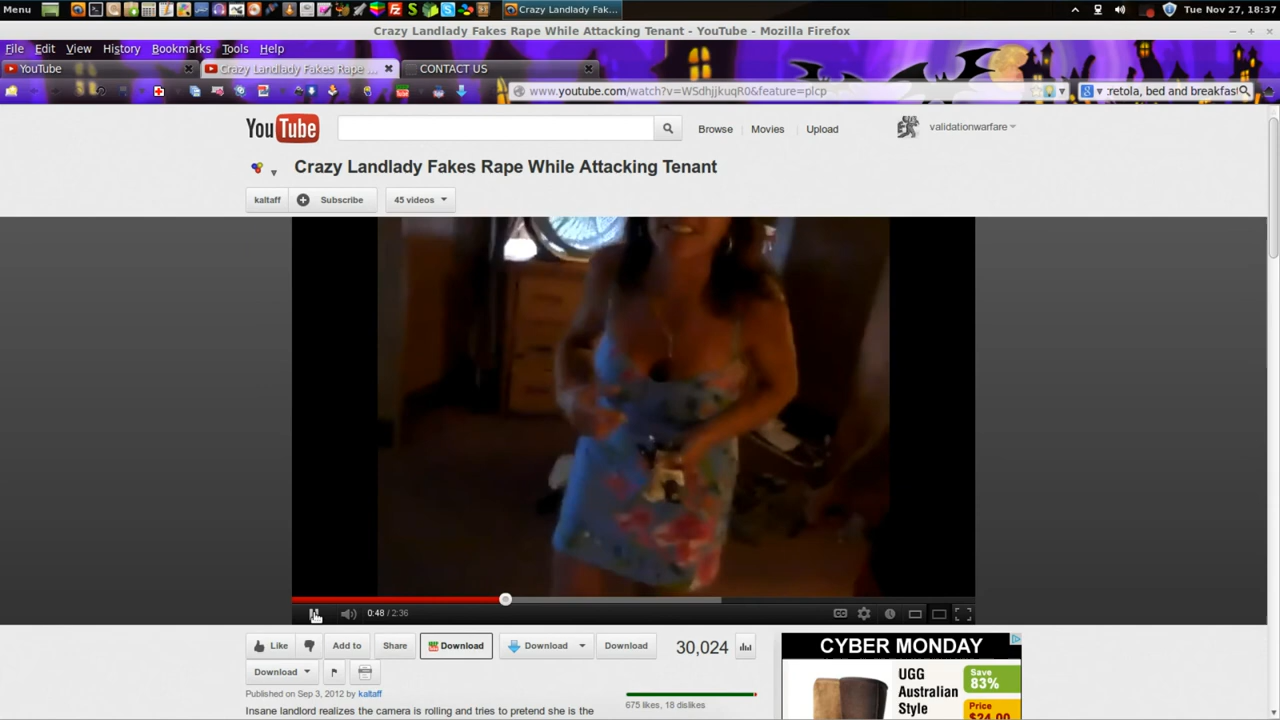 Menu
Crazy Landlady Fak...
Tue Nov 27, 18:37
Crazy Landlady Fakes Rape While Attacking Tenant - YouTube - Mozilla Firefox
File Edit View History Bookmarks Tools Help
YouTube
Crazy Landlady Fakes Rape ...
CONTACT US
www.youtube.com/watch?v=WSdhjjkuqR0&feature=plcp
:retola, bed and breakfast
YouTube
Browse Movies Upload
validationwarfare
Crazy Landlady Fakes Rape While Attacking Tenant
kaltaff
Subscribe
45 videos
0:48 / 2:36
Like
Add to
Share
Download
Download
Download
30,024
CYBER MONDAY
Download
UGG
Australian
Style
Save
83%
Price
$24.00
Published on Sep 3, 2012 by kaltaff
675 likes, 18 dislikes
Insane landlord realizes the camera is rolling and tries to pretend she is the